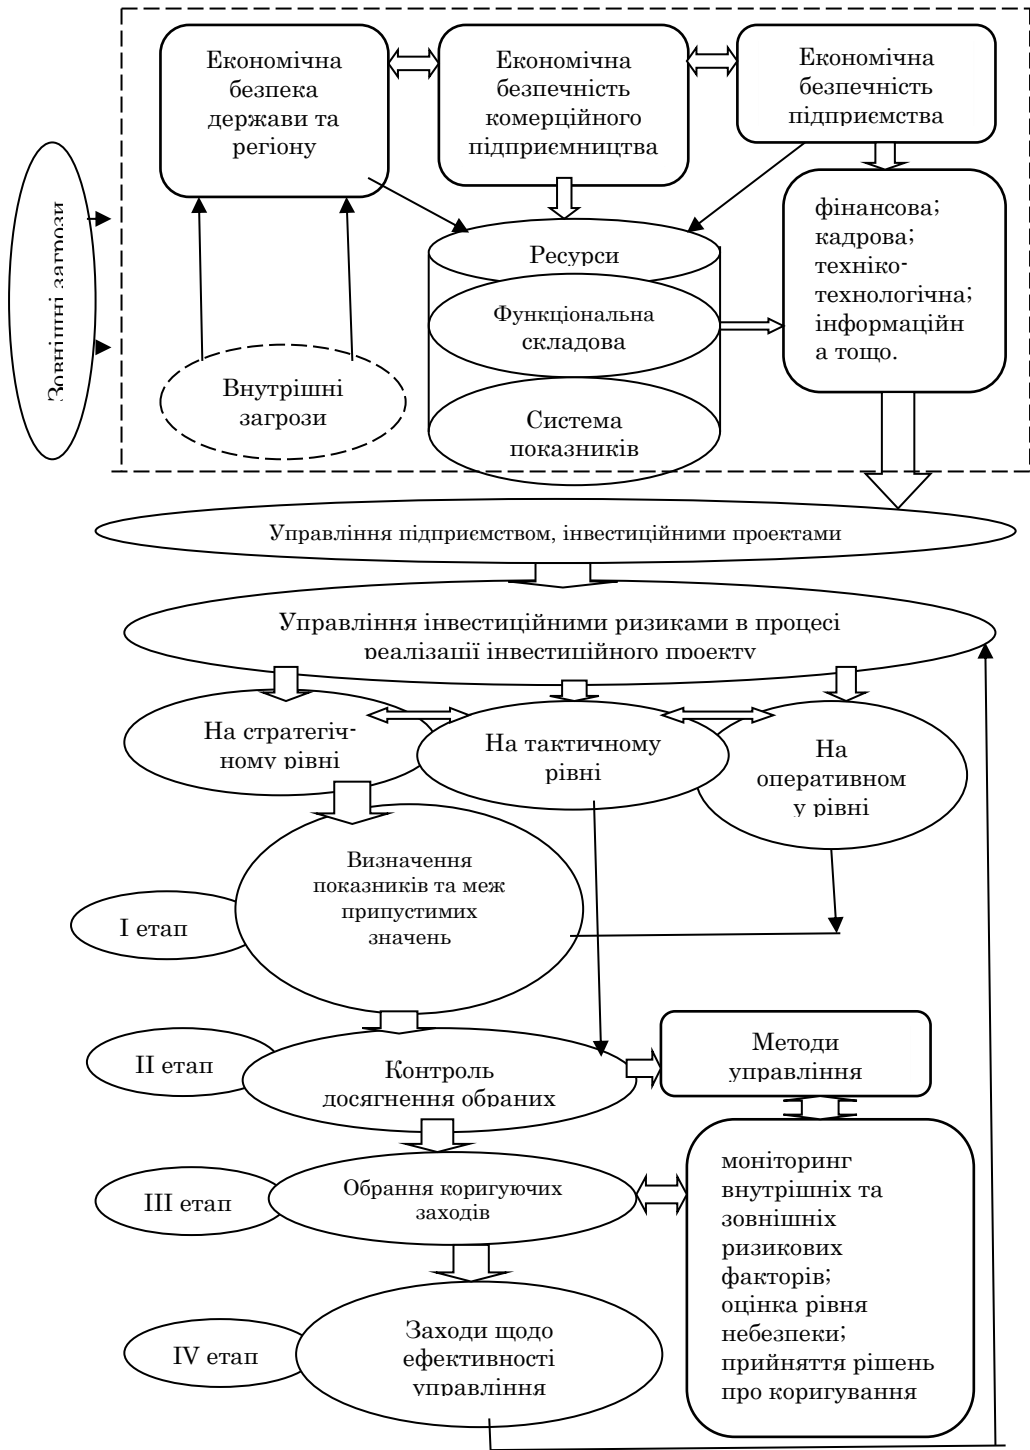 Економічна
безпека
держави та
регіону
Економічна
безпечність
комерційного
підприємництва
Економічна
безпечність
підприємства
Зовнішні загрози
фінансова;
кадрова;
техніко-
технологічна;
інформаційн
а тощо.
Ресурси
Функціональна
складова
Система
показників
Внутрішні
загрози
Управління підприємством, інвестиційними проектами
Управління інвестиційними ризиками в процесі
реалізації інвестиційного проекту
На стратегіч-
ному рівні
На тактичному
рівні
На
оперативном
у рівні
І етап
Визначення
показників та меж
припустимих
значень
ІІ етап
Контроль
досягнення обраних
Методи
управління
ІІІ етап
Обрання коригуючих
заходів
моніторинг
внутрішніх та
зовнішніх
ризикових
факторів;
оцінка рівня
небезпеки;
прийняття рішень
про коригування
IV етап
Заходи щодо
ефективності
управління